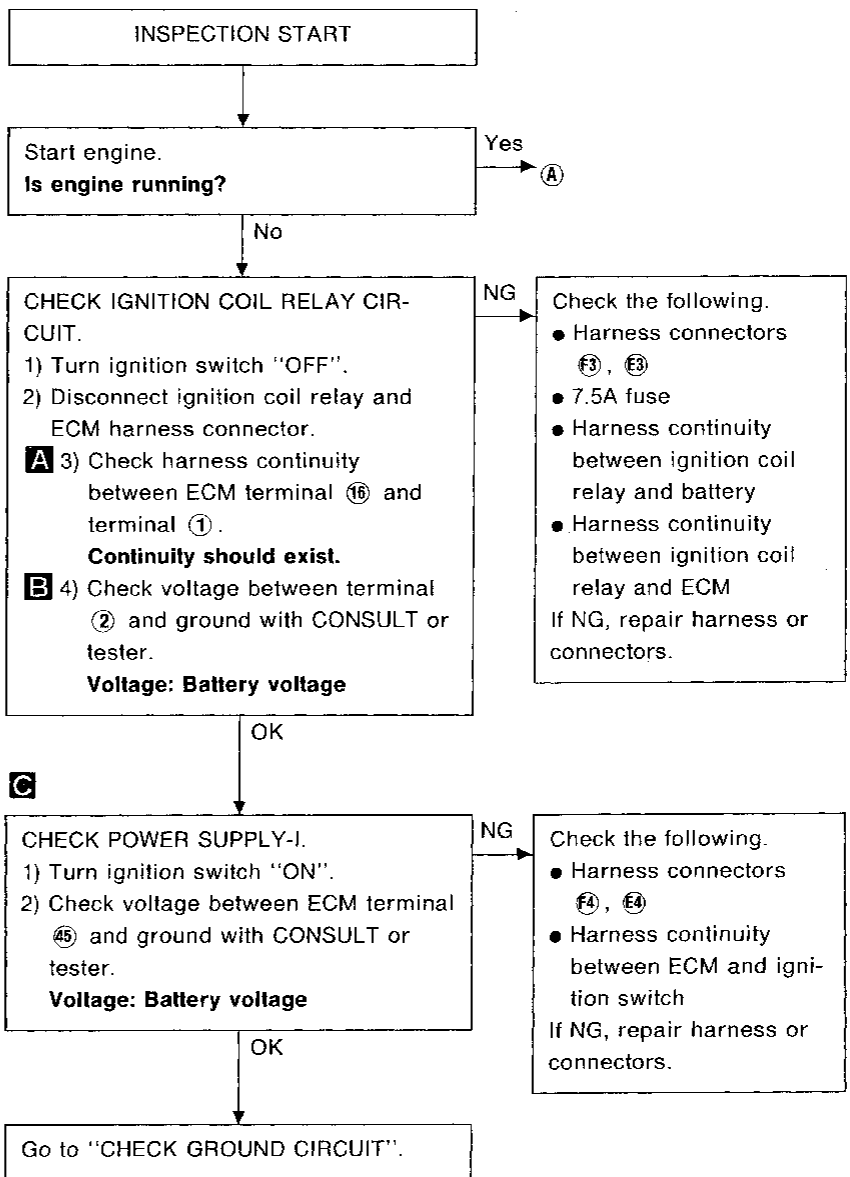 INSPECTION START
Start engine.
Is engine running?
Yes
Ⓐ
No
CHECK IGNITION COIL RELAY CIR-
CUIT.
1) Turn ignition switch "OFF".
2) Disconnect ignition coil relay and
ECM harness connector.
A 3) Check harness continuity
between ECM terminal ⑯ and
terminal ①.
Continuity should exist.
B 4) Check voltage between terminal
② and ground with CONSULT or
tester.
Voltage: Battery voltage
NG
Check the following.
● Harness connectors
F3, E3
● 7.5A fuse
● Harness continuity
between ignition coil
relay and battery
● Harness continuity
between ignition coil
relay and ECM
If NG, repair harness or
connectors.
OK
C
CHECK POWER SUPPLY-I.
1) Turn ignition switch "ON".
2) Check voltage between ECM terminal
㊺ and ground with CONSULT or
tester.
Voltage: Battery voltage
NG
Check the following.
● Harness connectors
F4, E4
● Harness continuity
between ECM and igni-
tion switch
If NG, repair harness or
connectors.
OK
Go to "CHECK GROUND CIRCUIT".